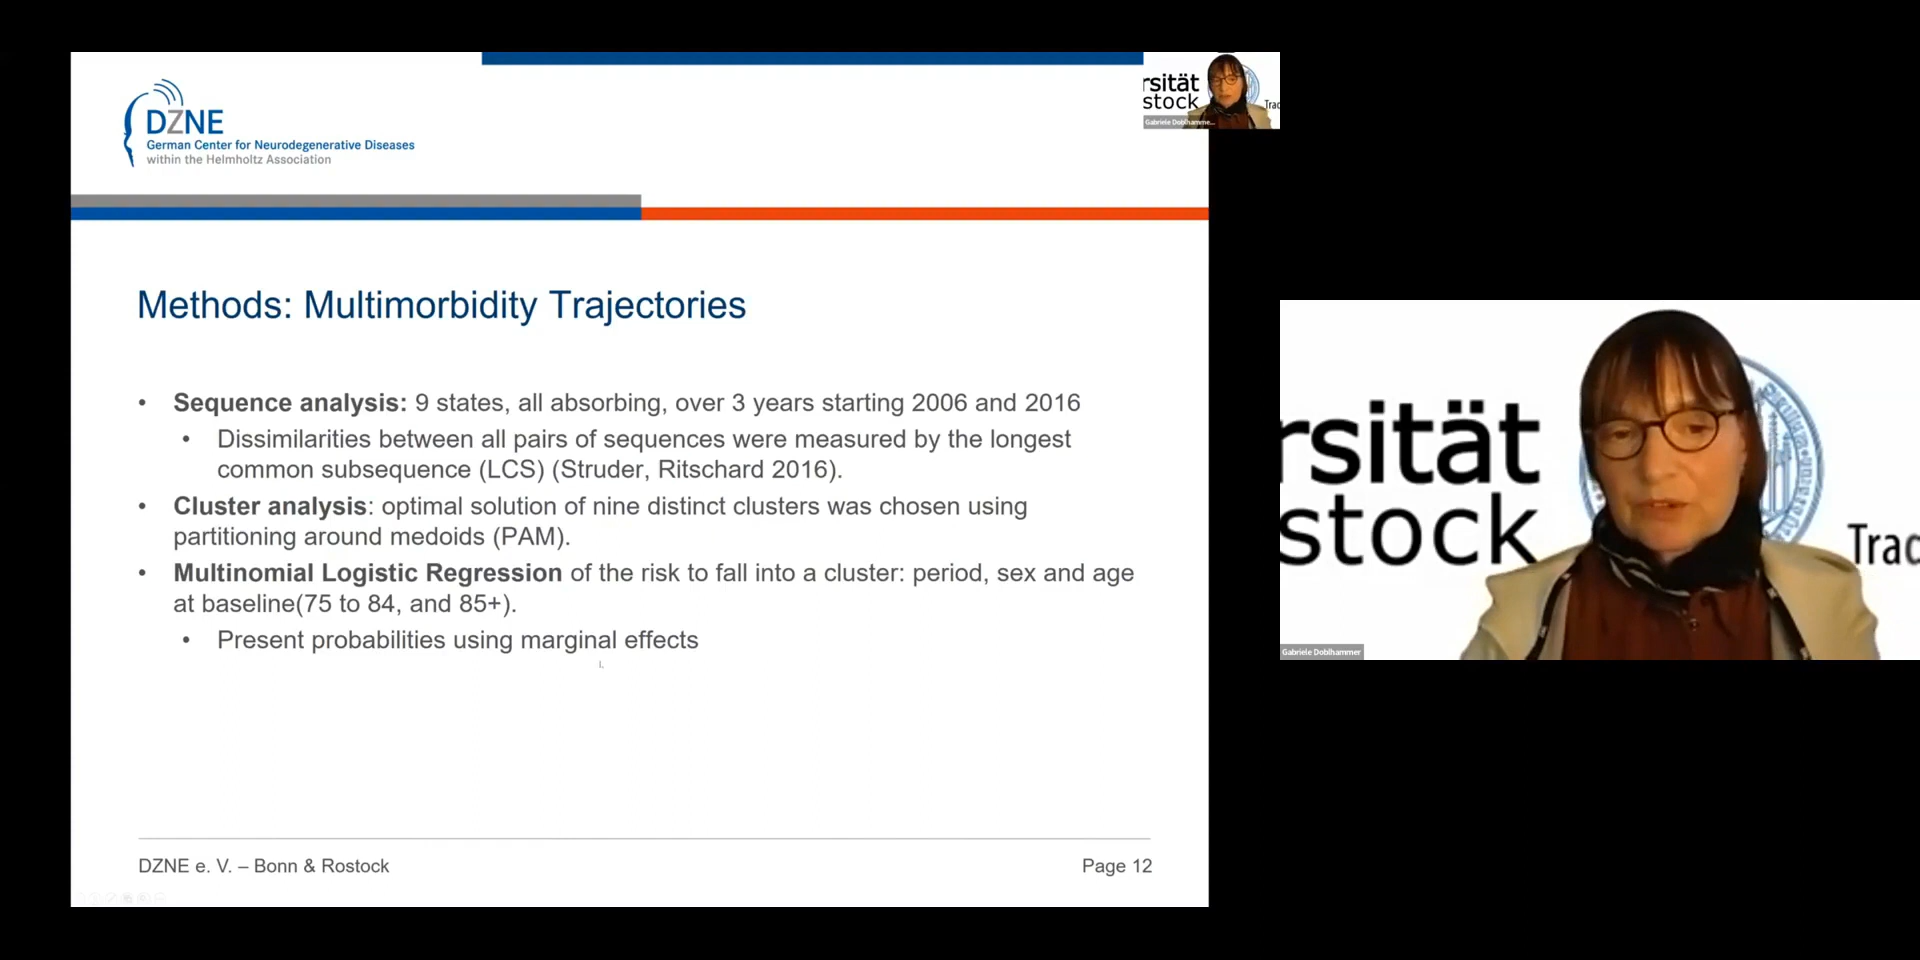 DZNE
German Center for Neurodegenerative Diseases
within the Helmholtz Association
rsität
stock
Trac
Gabriele Doblhamme...
Methods: Multimorbidity Trajectories
• Sequence analysis: 9 states, all absorbing, over 3 years starting 2006 and 2016
• Dissimilarities between all pairs of sequences were measured by the longest
common subsequence (LCS) (Struder, Ritschard 2016).
• Cluster analysis: optimal solution of nine distinct clusters was chosen using
partitioning around medoids (PAM).
• Multinomial Logistic Regression of the risk to fall into a cluster: period, sex and age
at baseline(75 to 84, and 85+).
• Present probabilities using marginal effects
DZNE e. V. – Bonn & Rostock
Page 12
rsität
stock
Trac
Gabriele Doblhammer